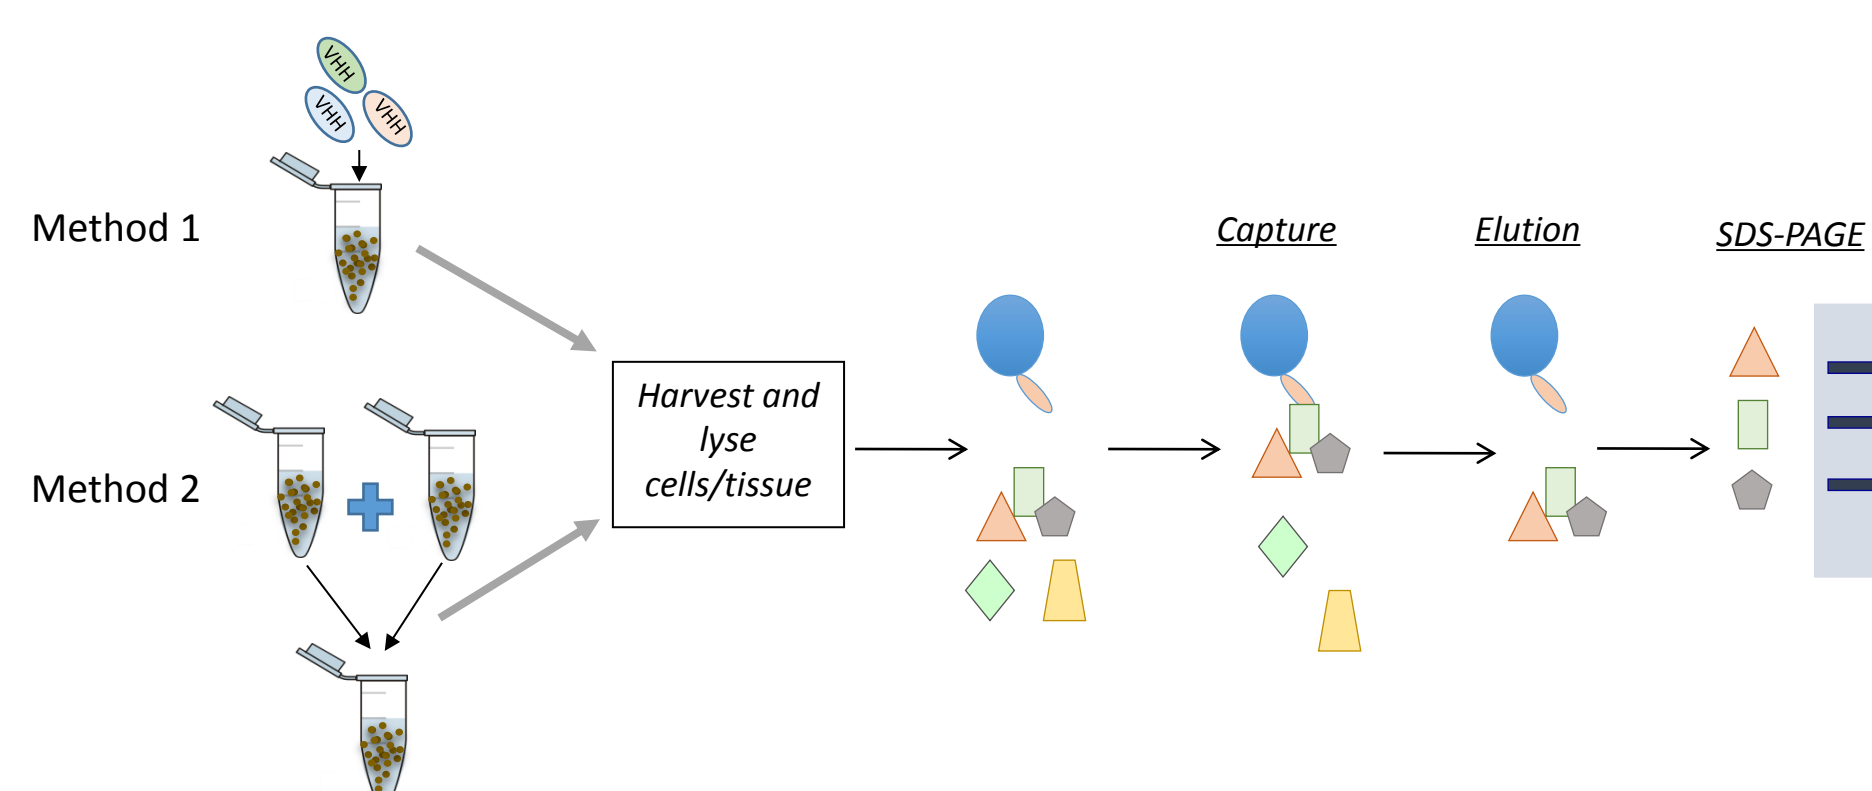 VHH
VHH
VHH
Method 1
Capture
Elution
SDS-PAGE
Harvest and
lyse
cells/tissue
Method 2